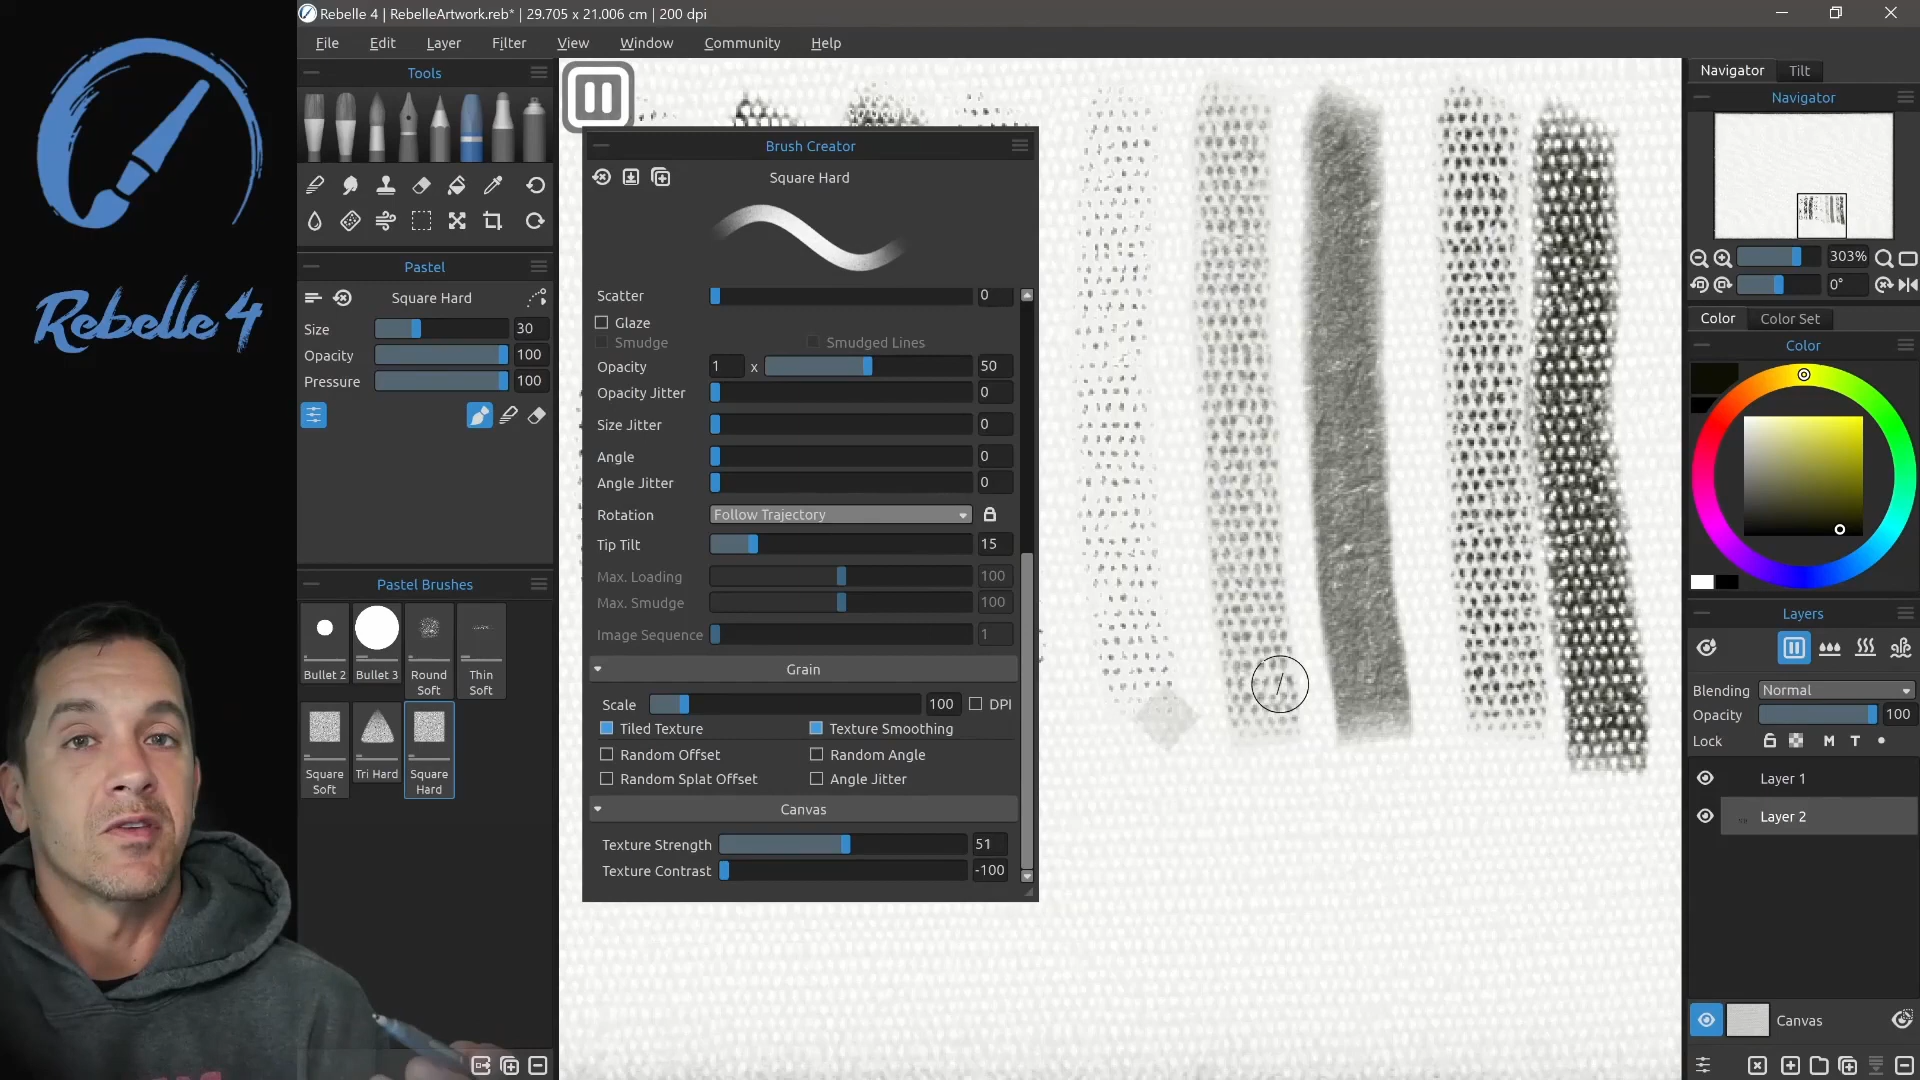 Rebelle 4 | RebelleArtwork.reb* | 29.705 x 21.006 cm | 200 dpi
File Edit Layer Filter View Window Community Help
Tools
Rebelle 4
Pastel
Square Hard
Size 30
Opacity 100
Pressure 100
Pastel Brushes
Bullet 2
Bullet 3
Round Soft
Thin Soft
Square Soft
Tri Hard
Square Hard
Brush Creator
Square Hard
Scatter 0
Glaze
Smudge Smudged Lines
Opacity 1 x 50
Opacity Jitter 0
Size Jitter 0
Angle 0
Angle Jitter 0
Rotation Follow Trajectory
Tip Tilt 15
Max. Loading 100
Max. Smudge 100
Image Sequence 1
Grain
Scale 100 DPI
Tiled Texture Texture Smoothing
Random Offset Random Angle
Random Splat Offset Angle Jitter
Canvas
Texture Strength 51
Texture Contrast -100
Navigator Tilt
Navigator
303%
0°
Color Color Set
Color
Layers
Blending Normal
Opacity 100
Lock M T
Layer 1
Layer 2
Canvas